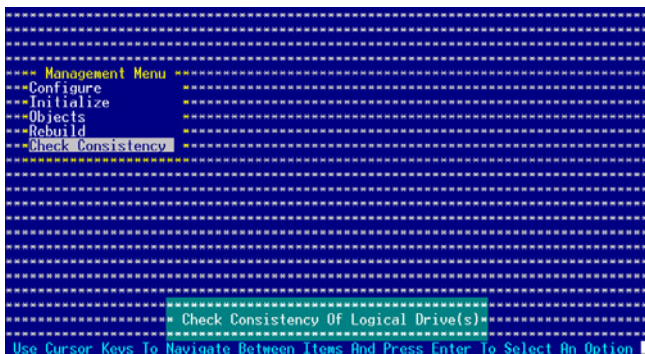 Management Menu
Configure
Initialize
Objects
Rebuild
Check Consistency
Check Consistency Of Logical Drive(s)
Use Cursor Keys To Navigate Between Items And Press Enter To Select An Option